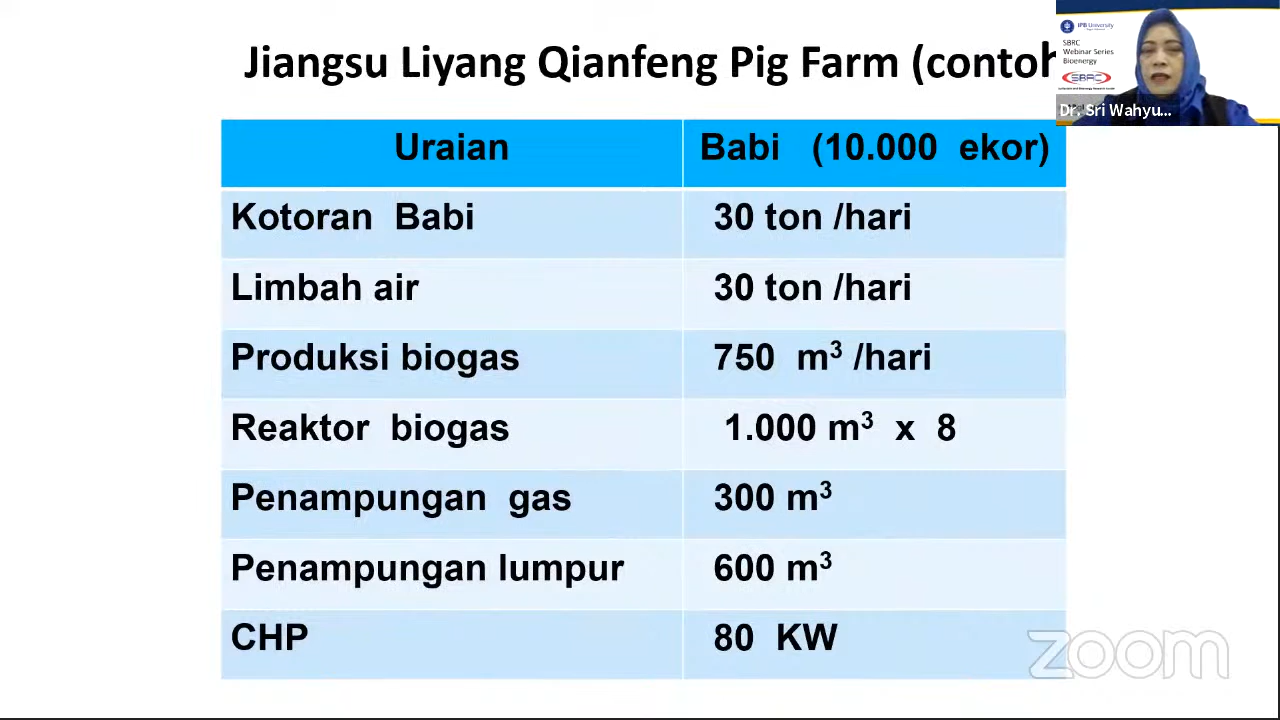 Jiangsu Liyang Qianfeng Pig Farm (contoh
IPB University
SBRC
Webinar Series
Bioenergy
SBRC
Dr. Sri Wahyu...
Uraian Babi (10.000 ekor)
Kotoran Babi 30 ton /hari
Limbah air 30 ton /hari
Produksi biogas 750 m³ /hari
Reaktor biogas 1.000 m³ x 8
Penampungan gas 300 m³
Penampungan lumpur 600 m³
CHP 80 KW
zoom